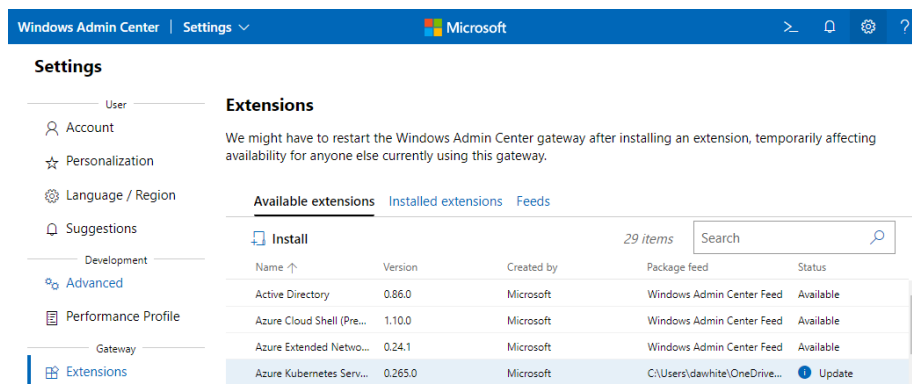 Windows Admin Center | Settings
Microsoft
>_
?
Settings
User
Account
Personalization
Language / Region
Suggestions
Development
Advanced
Performance Profile
Gateway
Extensions
Extensions
We might have to restart the Windows Admin Center gateway after installing an extension, temporarily affecting
availability for anyone else currently using this gateway.
Available extensions Installed extensions Feeds
Install 29 items Search
Name ↑ Version Created by Package feed Status
Active Directory 0.86.0 Microsoft Windows Admin Center Feed Available
Azure Cloud Shell (Pre... 1.10.0 Microsoft Windows Admin Center Feed Available
Azure Extended Netwo... 0.24.1 Microsoft Windows Admin Center Feed Available
Azure Kubernetes Serv... 0.265.0 Microsoft C:\Users\dawhite\OneDrive... Update